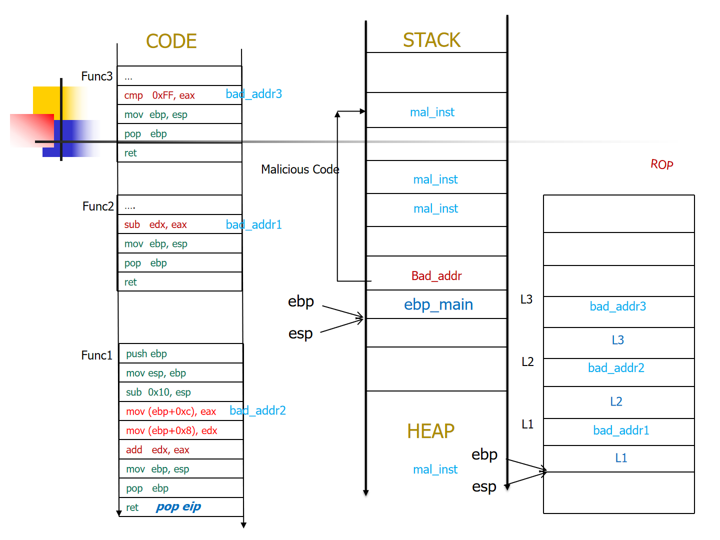 CODE
Func3
...
cmp 0xFF, eax
bad_addr3
mov ebp, esp
pop ebp
ret
Func2
....
sub edx, eax
bad_addr1
mov ebp, esp
pop ebp
ret
Func1
push ebp
mov esp, ebp
sub 0x10, esp
mov (ebp+0xc), eax
bad_addr2
mov (ebp+0x8), edx
add edx, eax
mov ebp, esp
pop ebp
ret pop eip
STACK
mal_inst
Malicious Code
mal_inst
mal_inst
Bad_addr
ebp_main
ebp
esp
HEAP
mal_inst
ROP
L3
bad_addr3
L3
L2
bad_addr2
L2
L1
bad_addr1
L1
ebp
esp